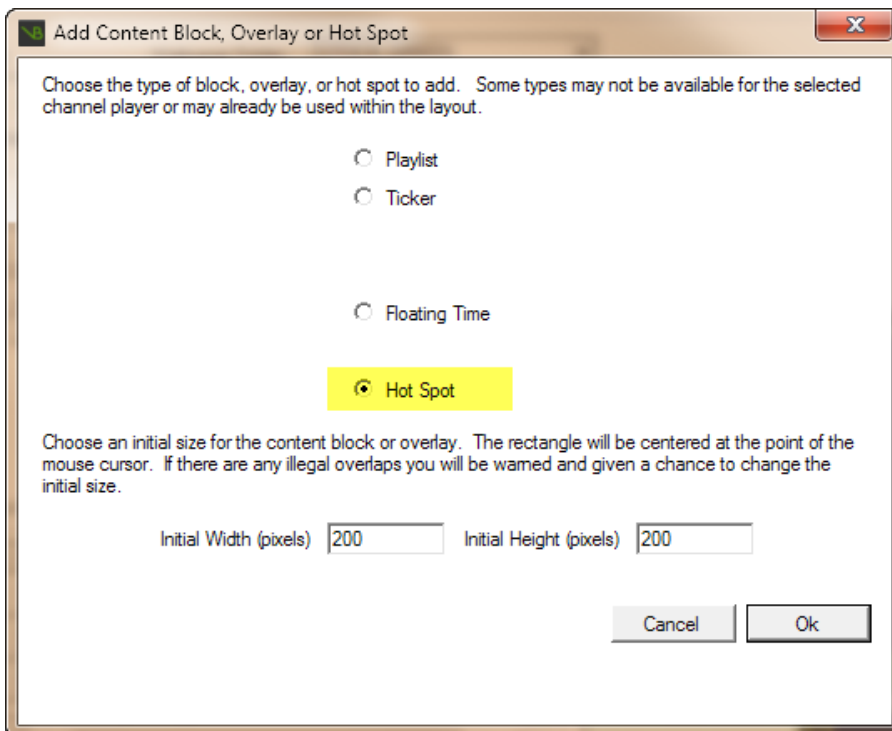 VB Add Content Block, Overlay or Hot Spot
Choose the type of block, overlay, or hot spot to add. Some types may not be available for the selected
channel player or may already be used within the layout.
Playlist
Ticker
Floating Time
Hot Spot
Choose an initial size for the content block or overlay. The rectangle will be centered at the point of the
mouse cursor. If there are any illegal overlaps you will be warned and given a chance to change the
initial size.
Initial Width (pixels) 200 Initial Height (pixels) 200
Cancel Ok